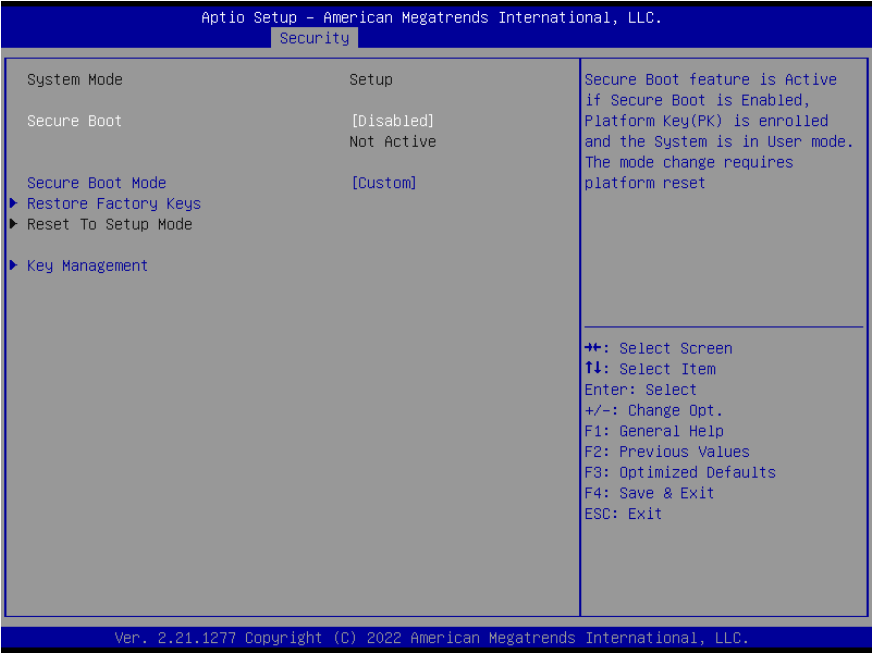 Aptio Setup – American Megatrends International, LLC.
Security
System Mode Setup
Secure Boot [Disabled]
Not Active
Secure Boot Mode [Custom]
Restore Factory Keys
Reset To Setup Mode
Key Management
Secure Boot feature is Active
if Secure Boot is Enabled,
Platform Key(PK) is enrolled
and the System is in User mode.
The mode change requires
platform reset
→←: Select Screen
↑↓: Select Item
Enter: Select
+/-: Change Opt.
F1: General Help
F2: Previous Values
F3: Optimized Defaults
F4: Save & Exit
ESC: Exit
Ver. 2.21.1277 Copyright (C) 2022 American Megatrends International, LLC.